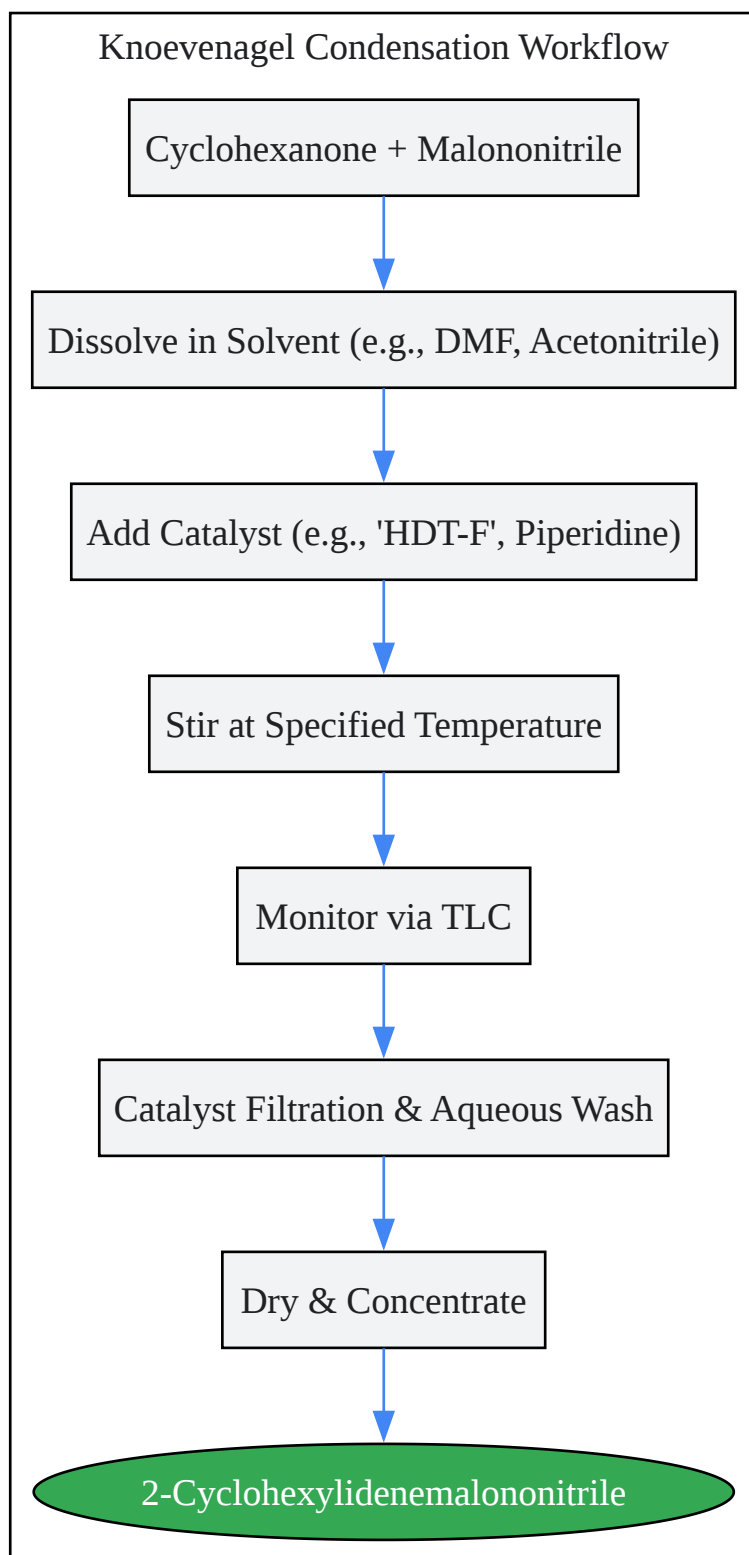 Knoevenagel Condensation Workflow
Cyclohexanone + Malononitrile
Dissolve in Solvent (e.g., DMF, Acetonitrile)
Add Catalyst (e.g., 'HDT-F', Piperidine)
Stir at Specified Temperature
Monitor via TLC
Catalyst Filtration & Aqueous Wash
Dry & Concentrate
2-Cyclohexylidenemalononitrile